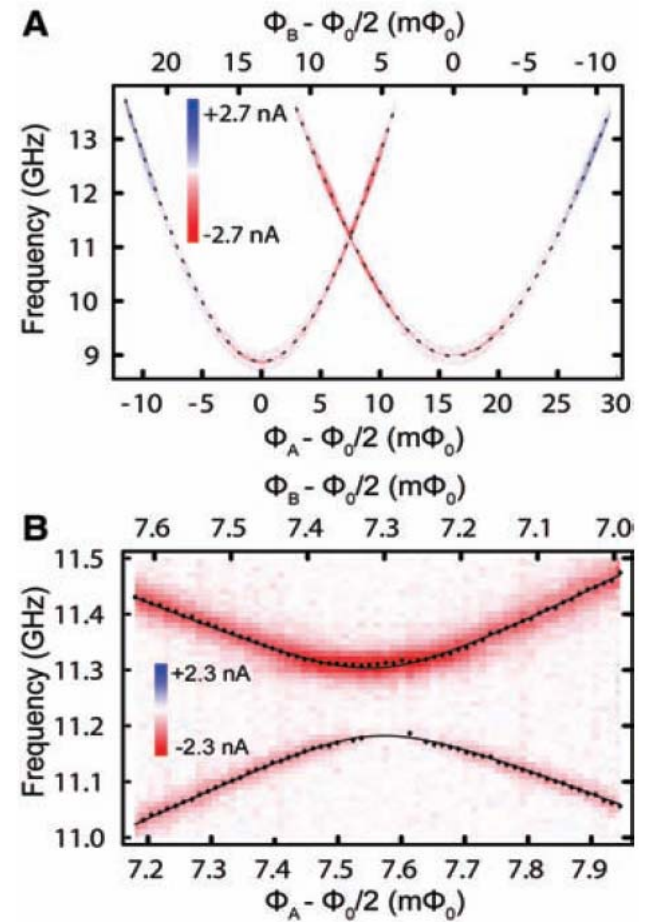 A
Φ_B - Φ_0/2 (mΦ_0)
20 15 10 5 0 -5 -10
+2.7 nA
-2.7 nA
Frequency (GHz)
13
12
11
10
9
-10 -5 0 5 10 15 20 25 30
Φ_A - Φ_0/2 (mΦ_0)
B
Φ_B - Φ_0/2 (mΦ_0)
7.6 7.5 7.4 7.3 7.2 7.1 7.0
11.5
11.4
11.3
11.2
11.1
11.0
Frequency (GHz)
+2.3 nA
-2.3 nA
7.2 7.3 7.4 7.5 7.6 7.7 7.8 7.9
Φ_A - Φ_0/2 (mΦ_0)